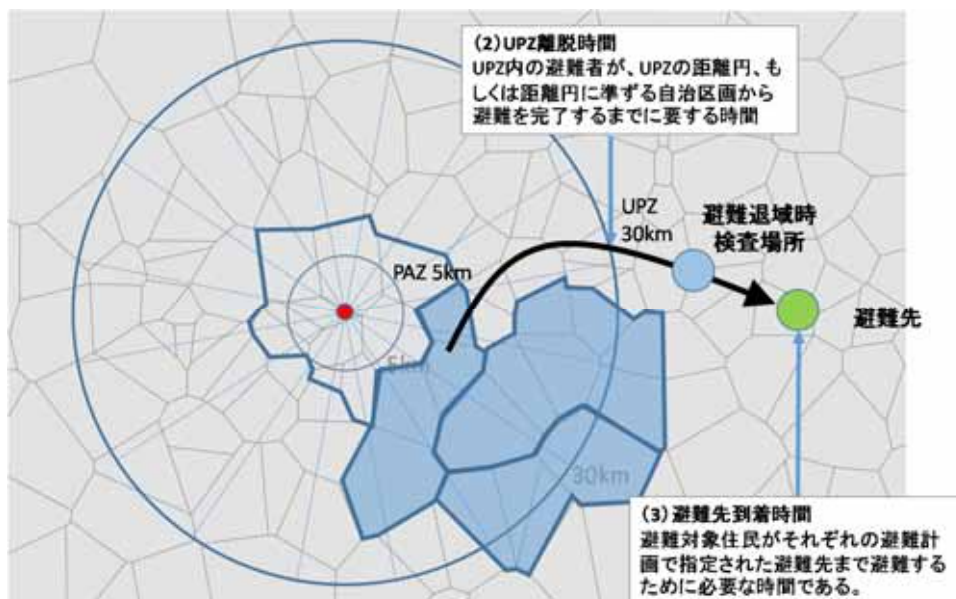 (2)UPZ離脱時間
UPZ内の避難者が、UPZの距離円、も
しくは距離円に準ずる自治区画から
避難を完了するまでに要する時間
UPZ
30km
避難退域時
検査場所
PAZ 5km
避難先
5km
30km
(3)避難先到着時間
避難対象住民がそれぞれの避難計
画で指定された避難先まで避難する
ために必要な時間である。